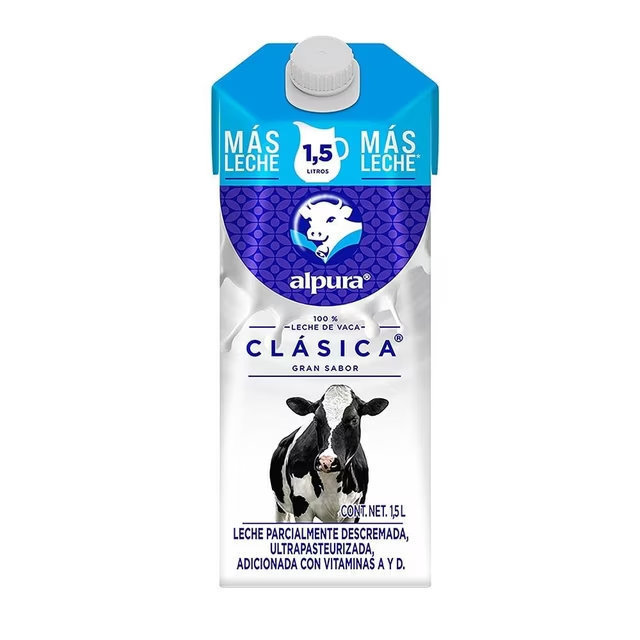 MÁS
LECHE
1,5
LITROS
MÁS
LECHE*
alpura®
100 %
LECHE DE VACA
CLÁSICA®
GRAN SABOR
CONT. NET. 1,5 L
LECHE PARCIALMENTE DESCREMADA,
ULTRAPASTEURIZADA,
ADICIONADA CON VITAMINAS A Y D.